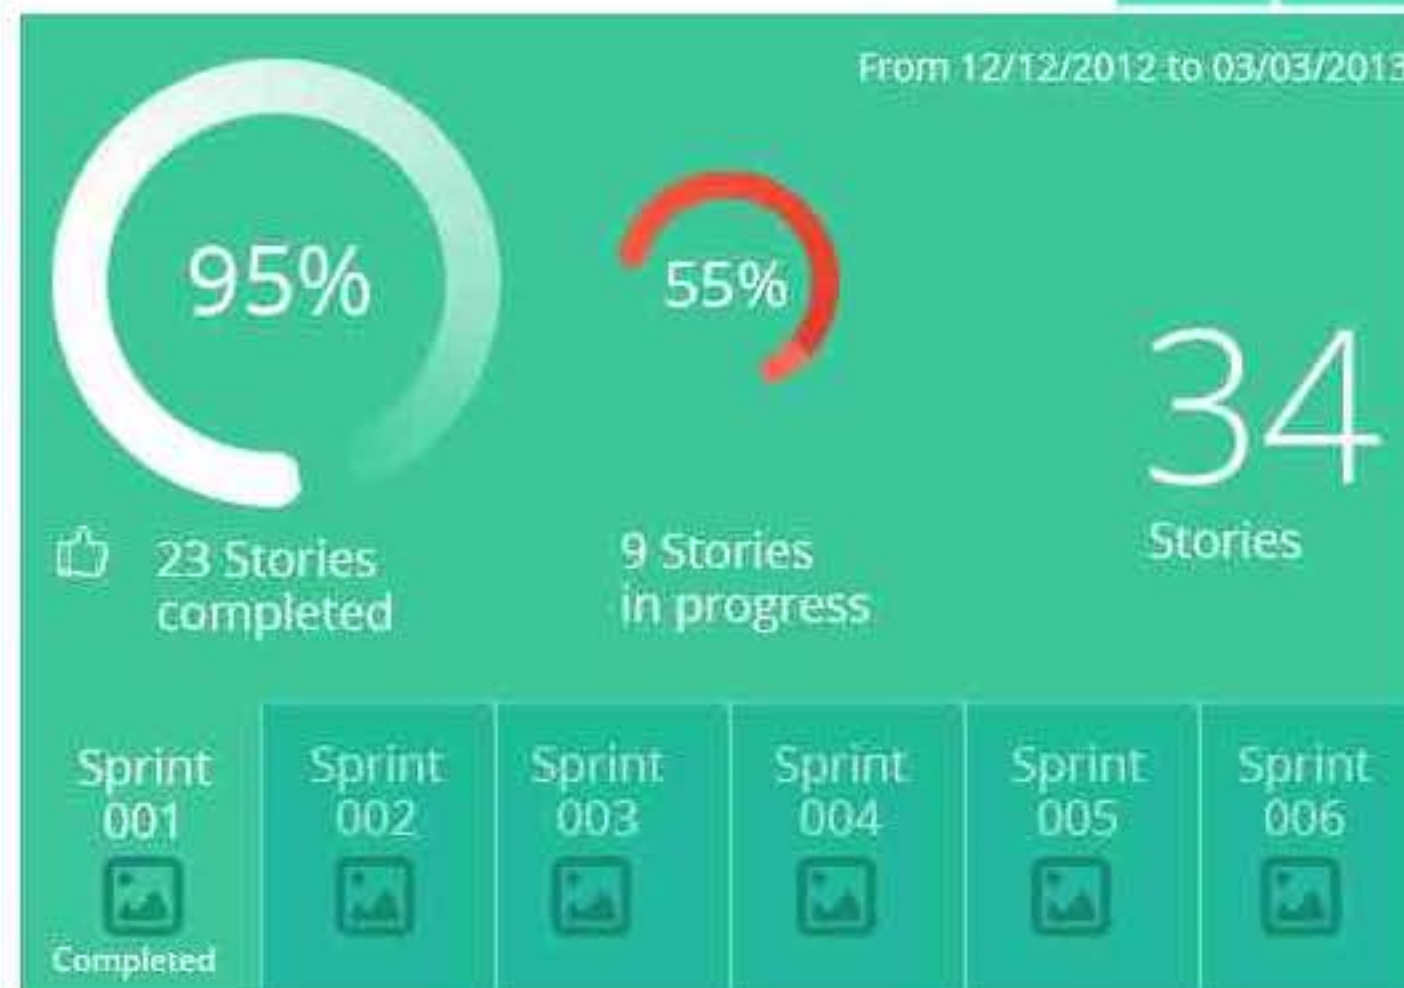 From 12/12/2012 to 03/03/2013
95%
55%
34
Stories
23 Stories
completed
9 Stories
in progress
Sprint
001
Completed
Sprint
002
Sprint
003
Sprint
004
Sprint
005
Sprint
006